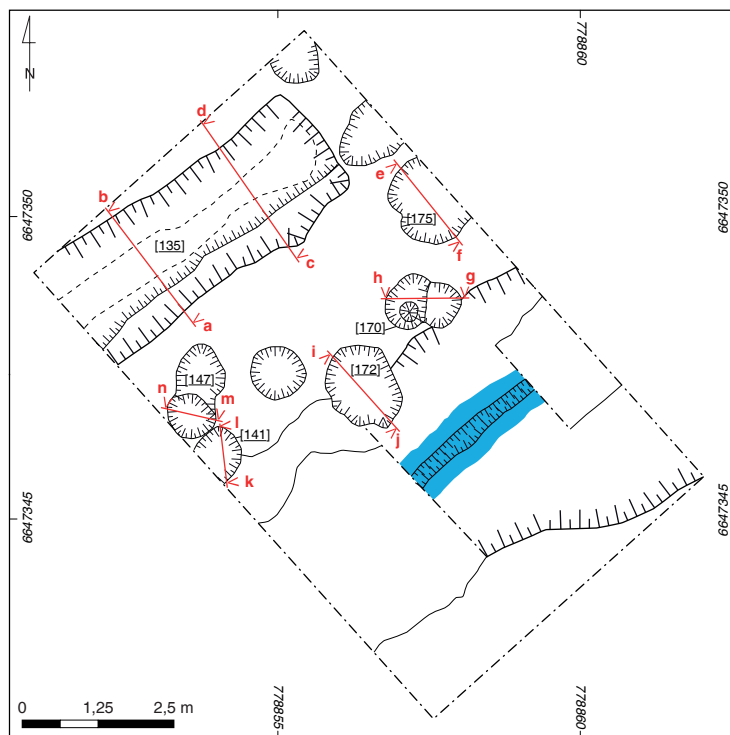 778860
N
d
e
b
6647350
6647350
[175]
[135]
f
c
h
g
a
[170]
i
[172]
[147]
n
m
l
[141]
j
k
6647345
6647345
778855
778860
0 1,25 2,5 m